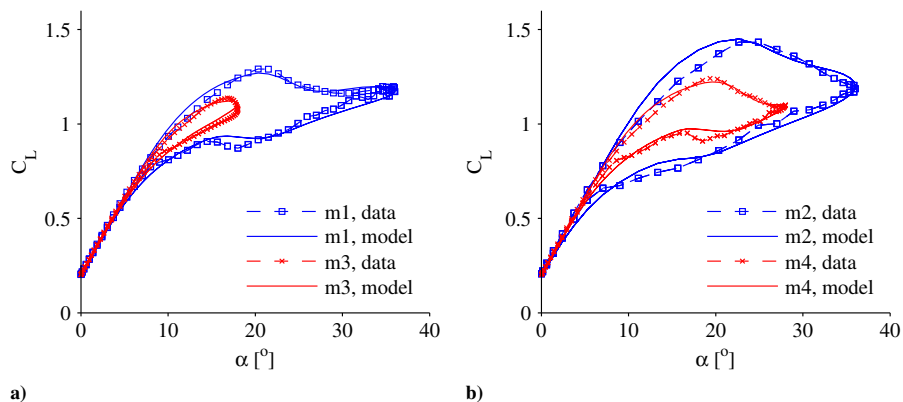 1.5
1
0.5
0
C_L
0 10 20 30 40
α [°]
m1, data
m1, model
m3, data
m3, model
a)
1.5
1
0.5
0
C_L
0 10 20 30 40
α [°]
m2, data
m2, model
m4, data
m4, model
b)